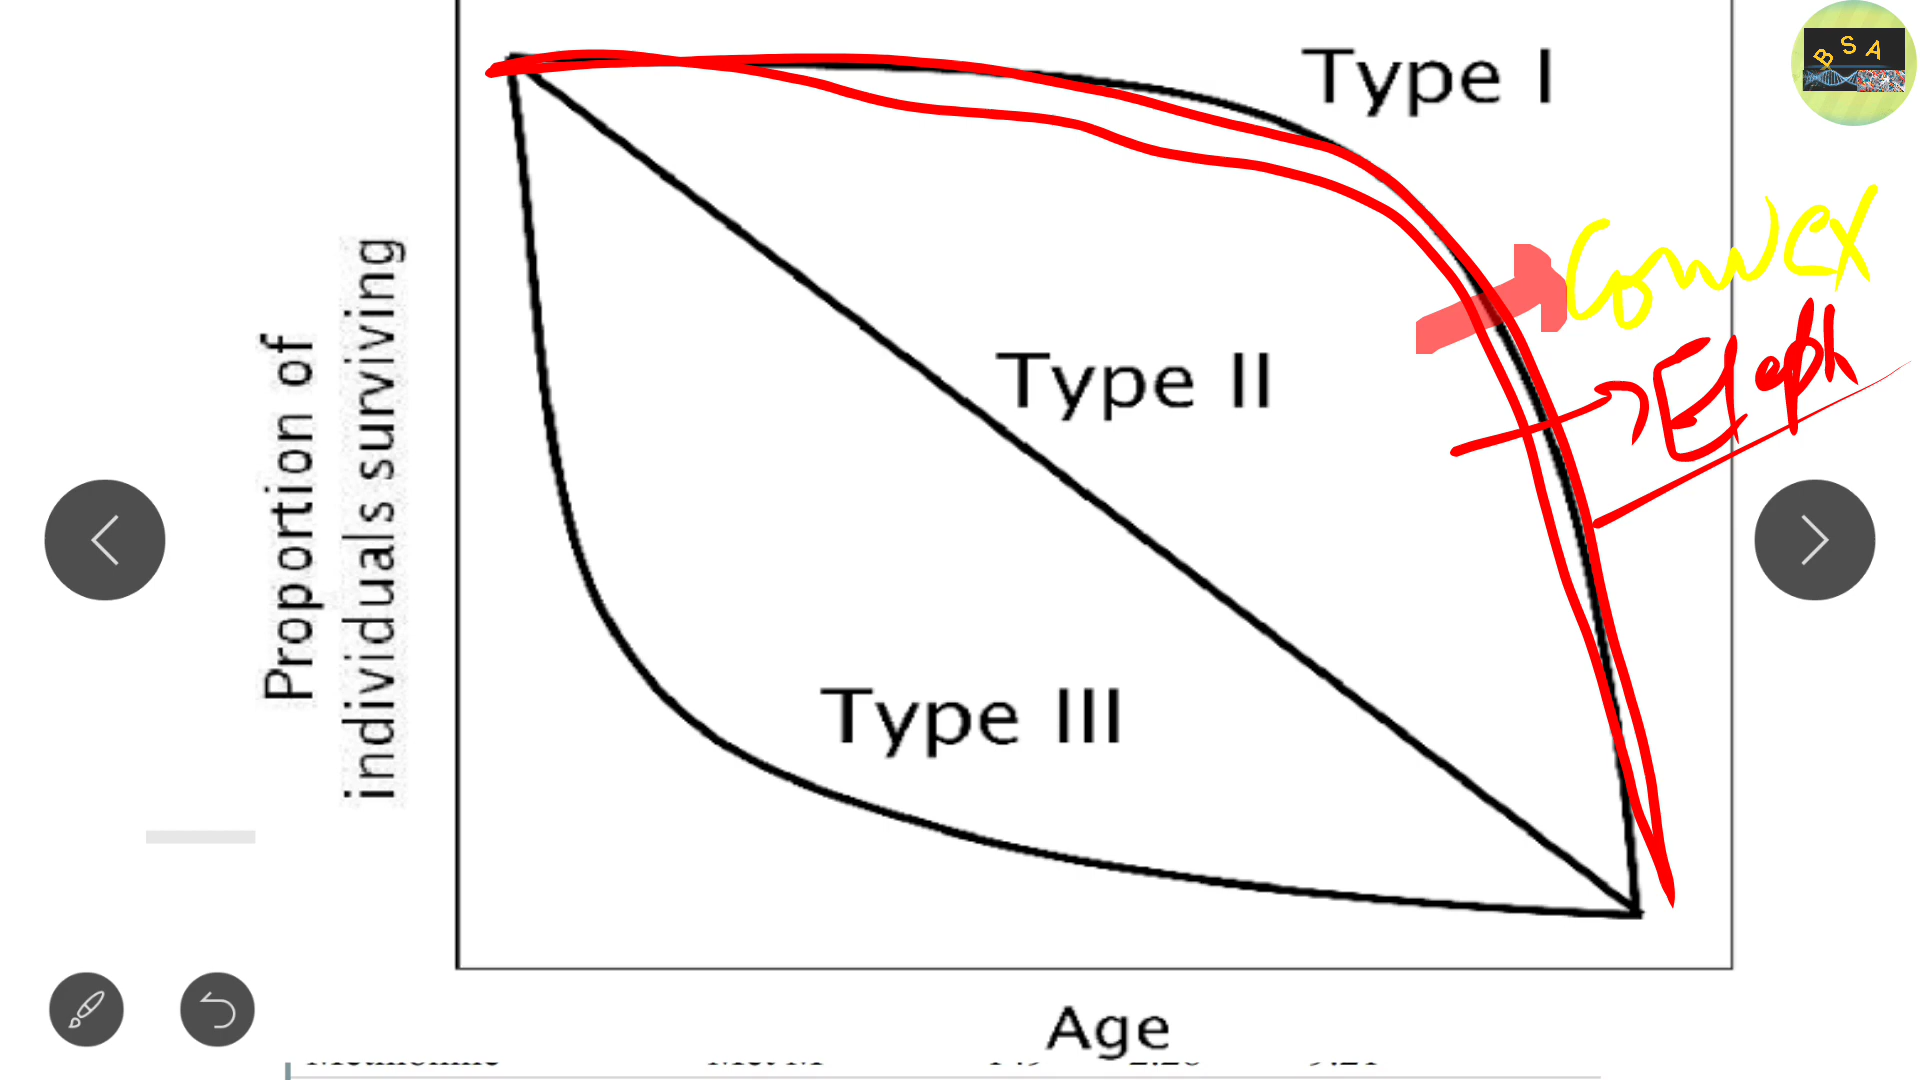 Type I
B S A
Convex
Eleph
Type II
Type III
Proportion of
individuals surviving
Age